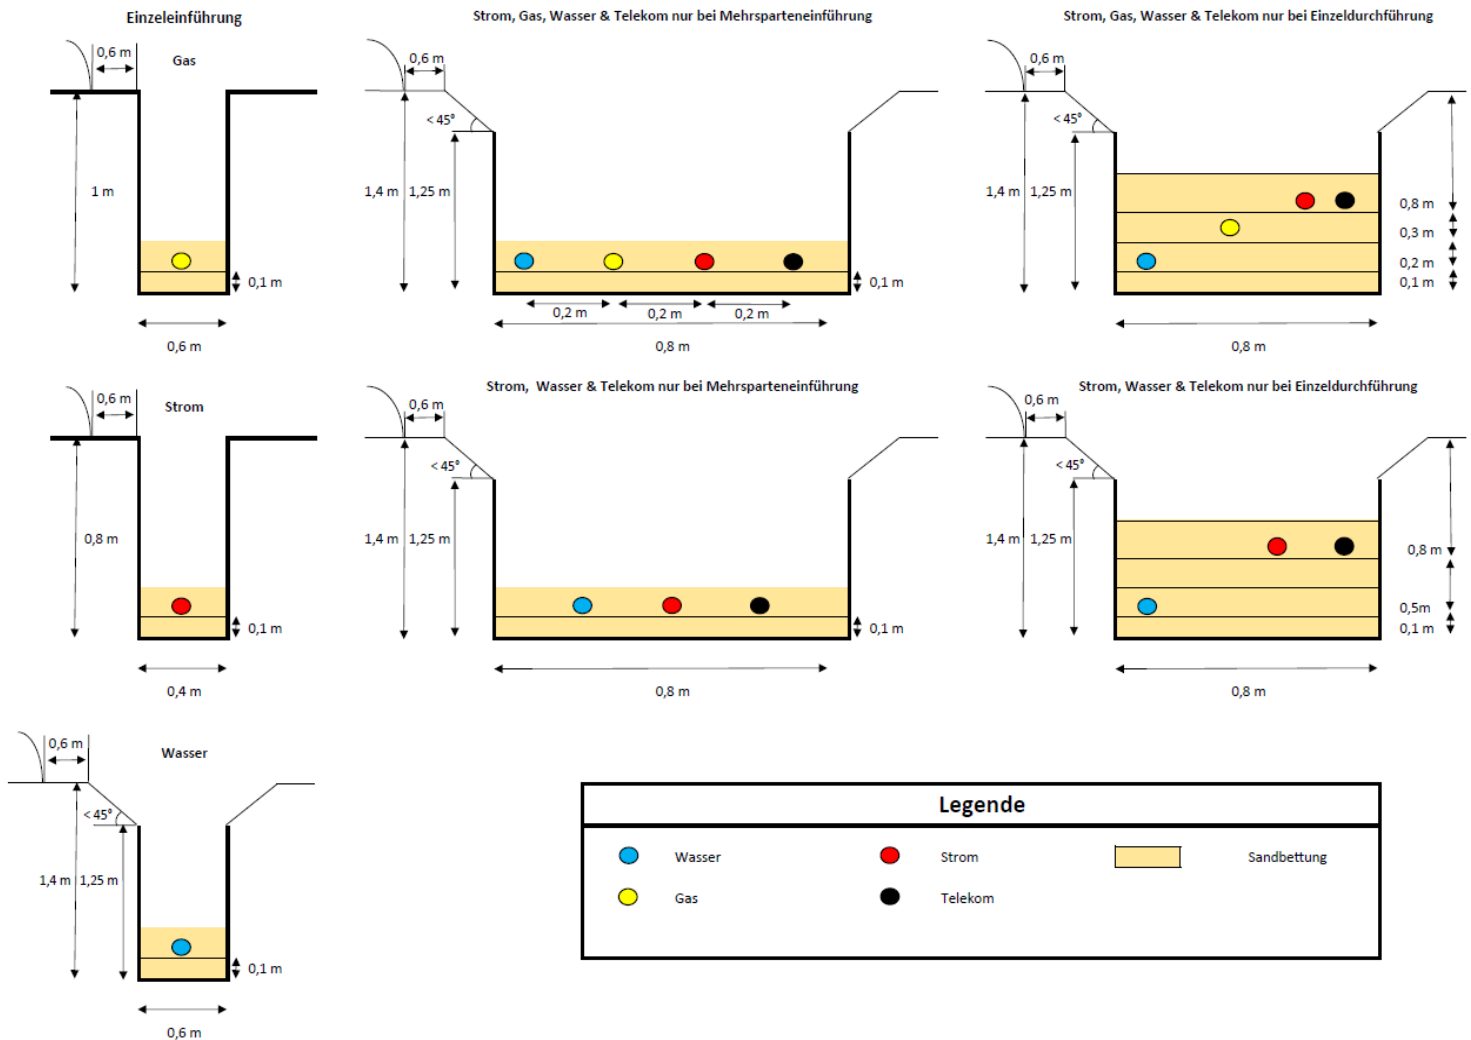 Einzeleinführung
Gas
0,6 m
1 m
0,1 m
0,6 m
Strom, Gas, Wasser & Telekom nur bei Mehrsparteneinführung
0,6 m
< 45°
1,4 m
1,25 m
0,1 m
0,2 m
0,2 m
0,2 m
0,8 m
Strom, Gas, Wasser & Telekom nur bei Einzeldurchführung
0,6 m
< 45°
1,4 m
1,25 m
0,8 m
0,3 m
0,2 m
0,1 m
0,8 m
Strom
0,6 m
0,8 m
0,1 m
0,4 m
Strom, Wasser & Telekom nur bei Mehrsparteneinführung
0,6 m
< 45°
1,4 m
1,25 m
0,1 m
0,8 m
Strom, Wasser & Telekom nur bei Einzeldurchführung
0,6 m
< 45°
1,4 m
1,25 m
0,8 m
0,5m
0,1 m
0,8 m
Wasser
0,6 m
< 45°
1,4 m
1,25 m
0,1 m
0,6 m
Legende
Wasser
Strom
Sandbettung
Gas
Telekom